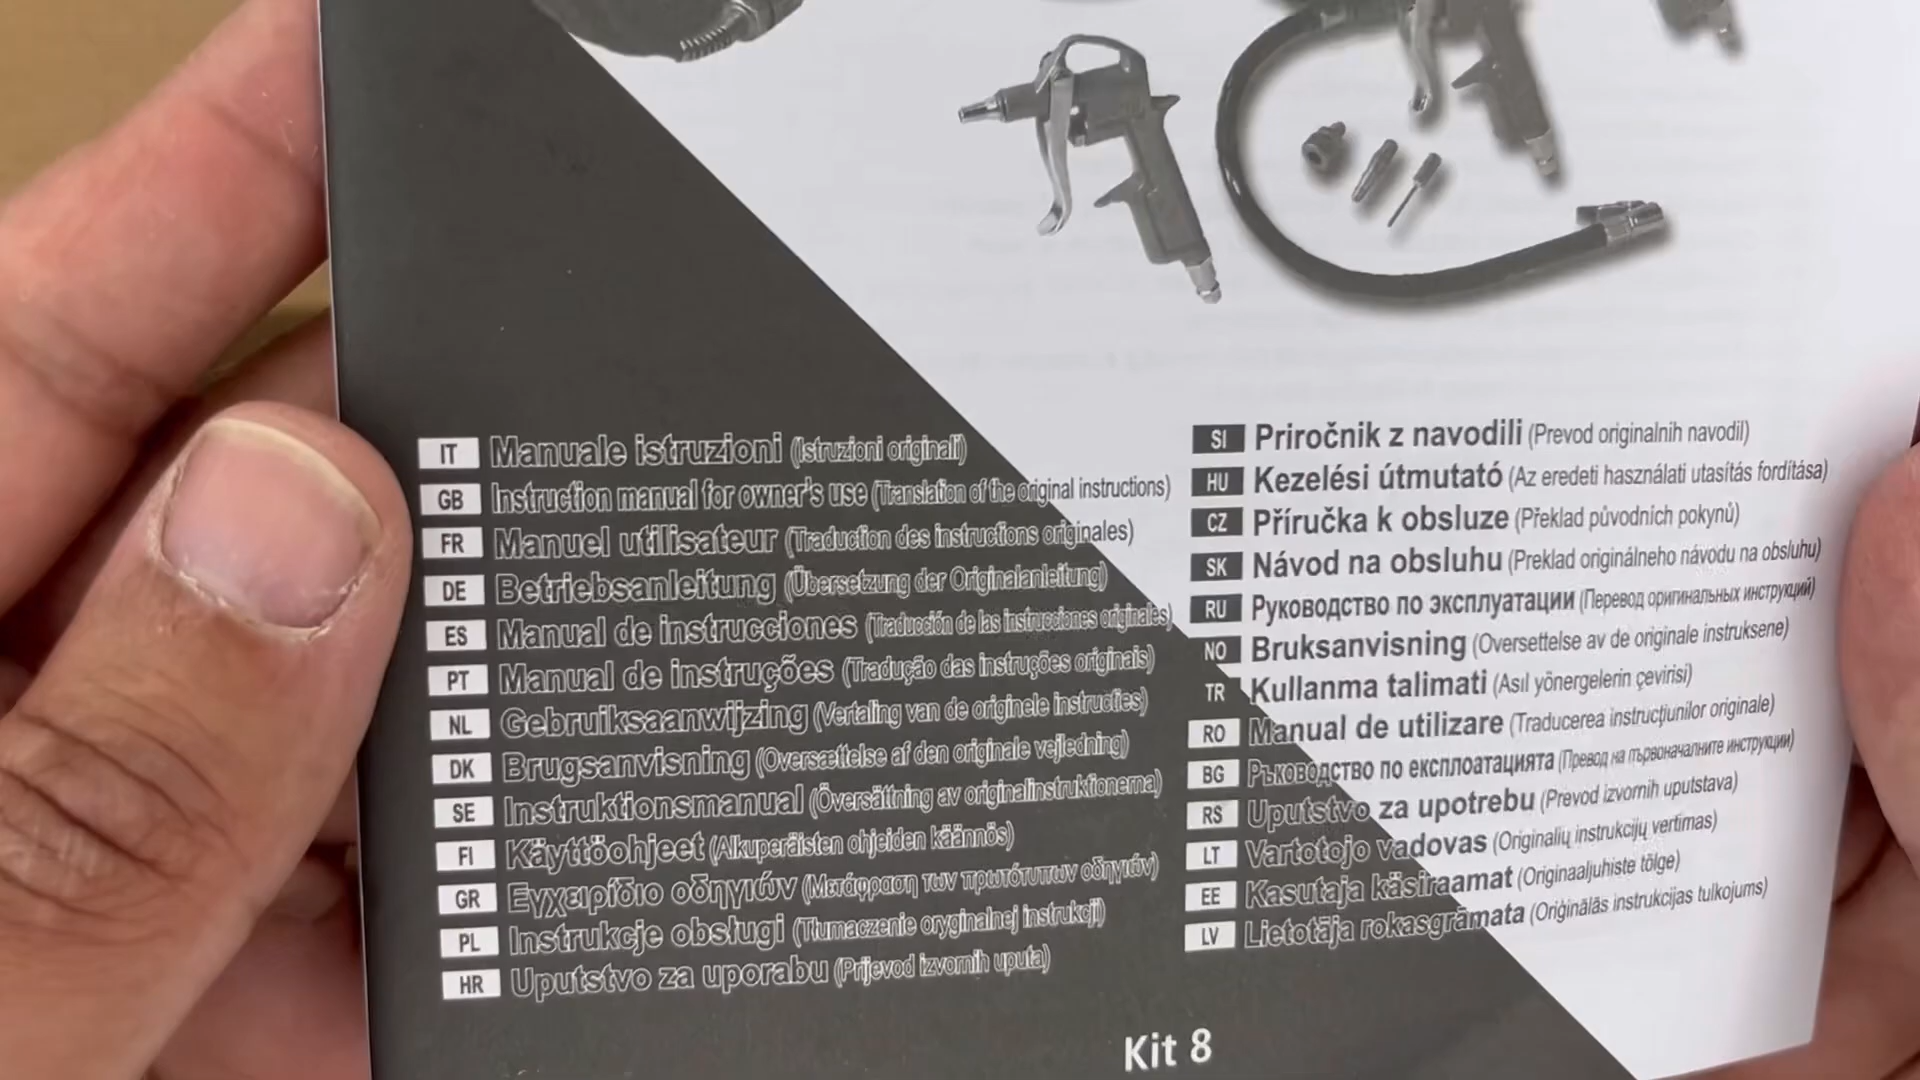 IT Manuale istruzioni (Istruzioni originali)
GB Instruction manual for owner's use (Translation of the original instructions)
FR Manuel utilisateur (Traduction des instructions originales)
DE Betriebsanleitung (Übersetzung der Originalanleitung)
ES Manual de instrucciones (Traducción de las instrucciones originales)
PT Manual de instruções (Tradução das instruções originais)
NL Gebruiksaanwijzing (Vertaling van de originele instructies)
DK Brugsanvisning (Oversættelse af den originale vejledning)
SE Instruktionsmanual (Översättning av originalinstruktionerna)
FI Käyttöohjeet (Alkuperäisten ohjeiden käännös)
GR Εγχειρίδιο οδηγιών (Μετάφραση των πρωτότυπων οδηγιών)
PL Instrukcje obsługi (Tłumaczenie oryginalnej instrukcji)
HR Uputstvo za uporabu (Prijevod izvornih uputa)
SI Priročnik z navodili (Prevod originalnih navodil)
HU Kezelési útmutató (Az eredeti használati utasítás fordítása)
CZ Příručka k obsluze (Překlad původních pokynů)
SK Návod na obsluhu (Preklad originálneho návodu na obsluhu)
RU Руководство по эксплуатации (Перевод оригинальных инструкций)
NO Bruksanvisning (Oversettelse av de originale instruksene)
TR Kullanma talimati (Asıl yönergelerin çevirisi)
RO Manual de utilizare (Traducerea instrucțiunilor originale)
BG Ръководство по експлоатацията (Превод на първоначалните инструкции)
RS Uputstvo za upotrebu (Prevod izvornih uputstava)
LT Vartotojo vadovas (Originalių instrukcijų vertimas)
EE Kasutaja käsiraamat (Originaaljuhiste tõlge)
LV Lietotāja rokasgrāmata (Oriģinālās instrukcijas tulkojums)
Kit 8